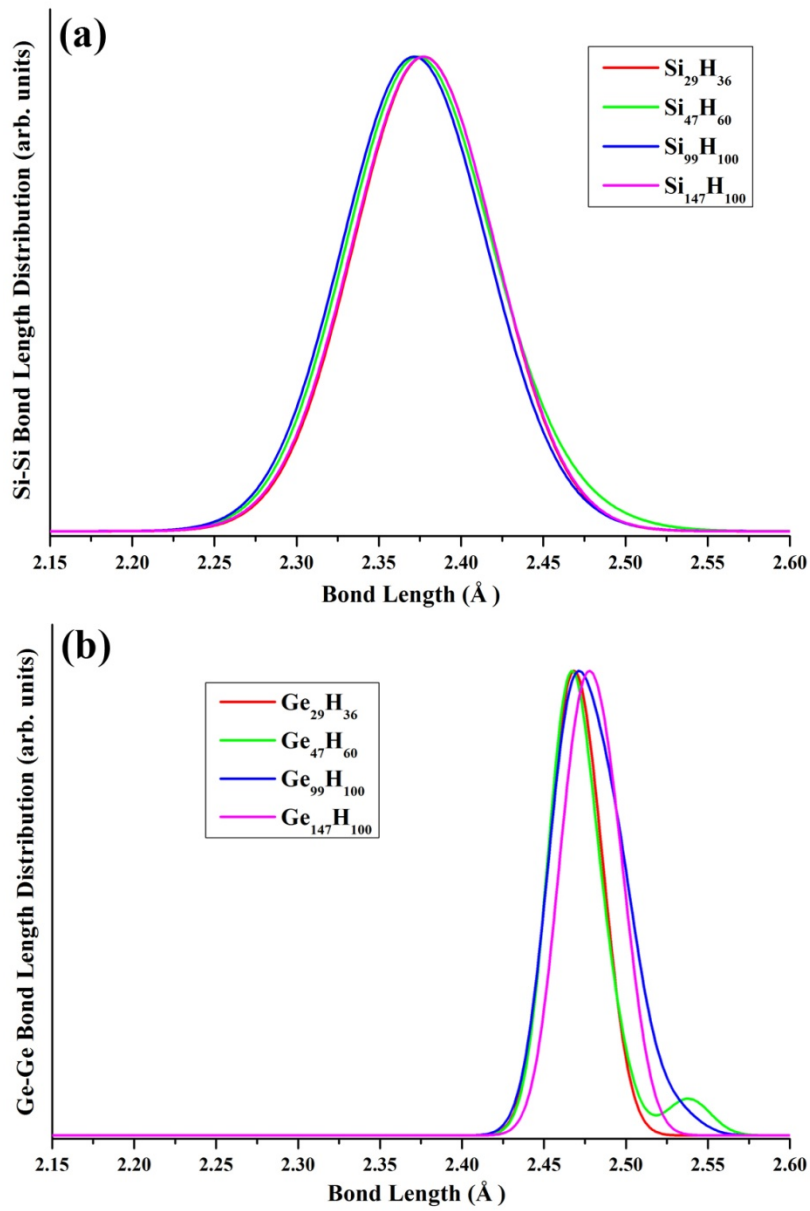 (a)
Si₂₉H₃₆
Si₄₇H₆₀
Si₉₉H₁₀₀
Si₁₄₇H₁₀₀
Si-Si Bond Length Distribution (arb. units)
2.15 2.20 2.25 2.30 2.35 2.40 2.45 2.50 2.55 2.60
Bond Length (Å )
(b)
Ge₂₉H₃₆
Ge₄₇H₆₀
Ge₉₉H₁₀₀
Ge₁₄₇H₁₀₀
Ge-Ge Bond Length Distribution (arb. units)
2.15 2.20 2.25 2.30 2.35 2.40 2.45 2.50 2.55 2.60
Bond Length (Å )